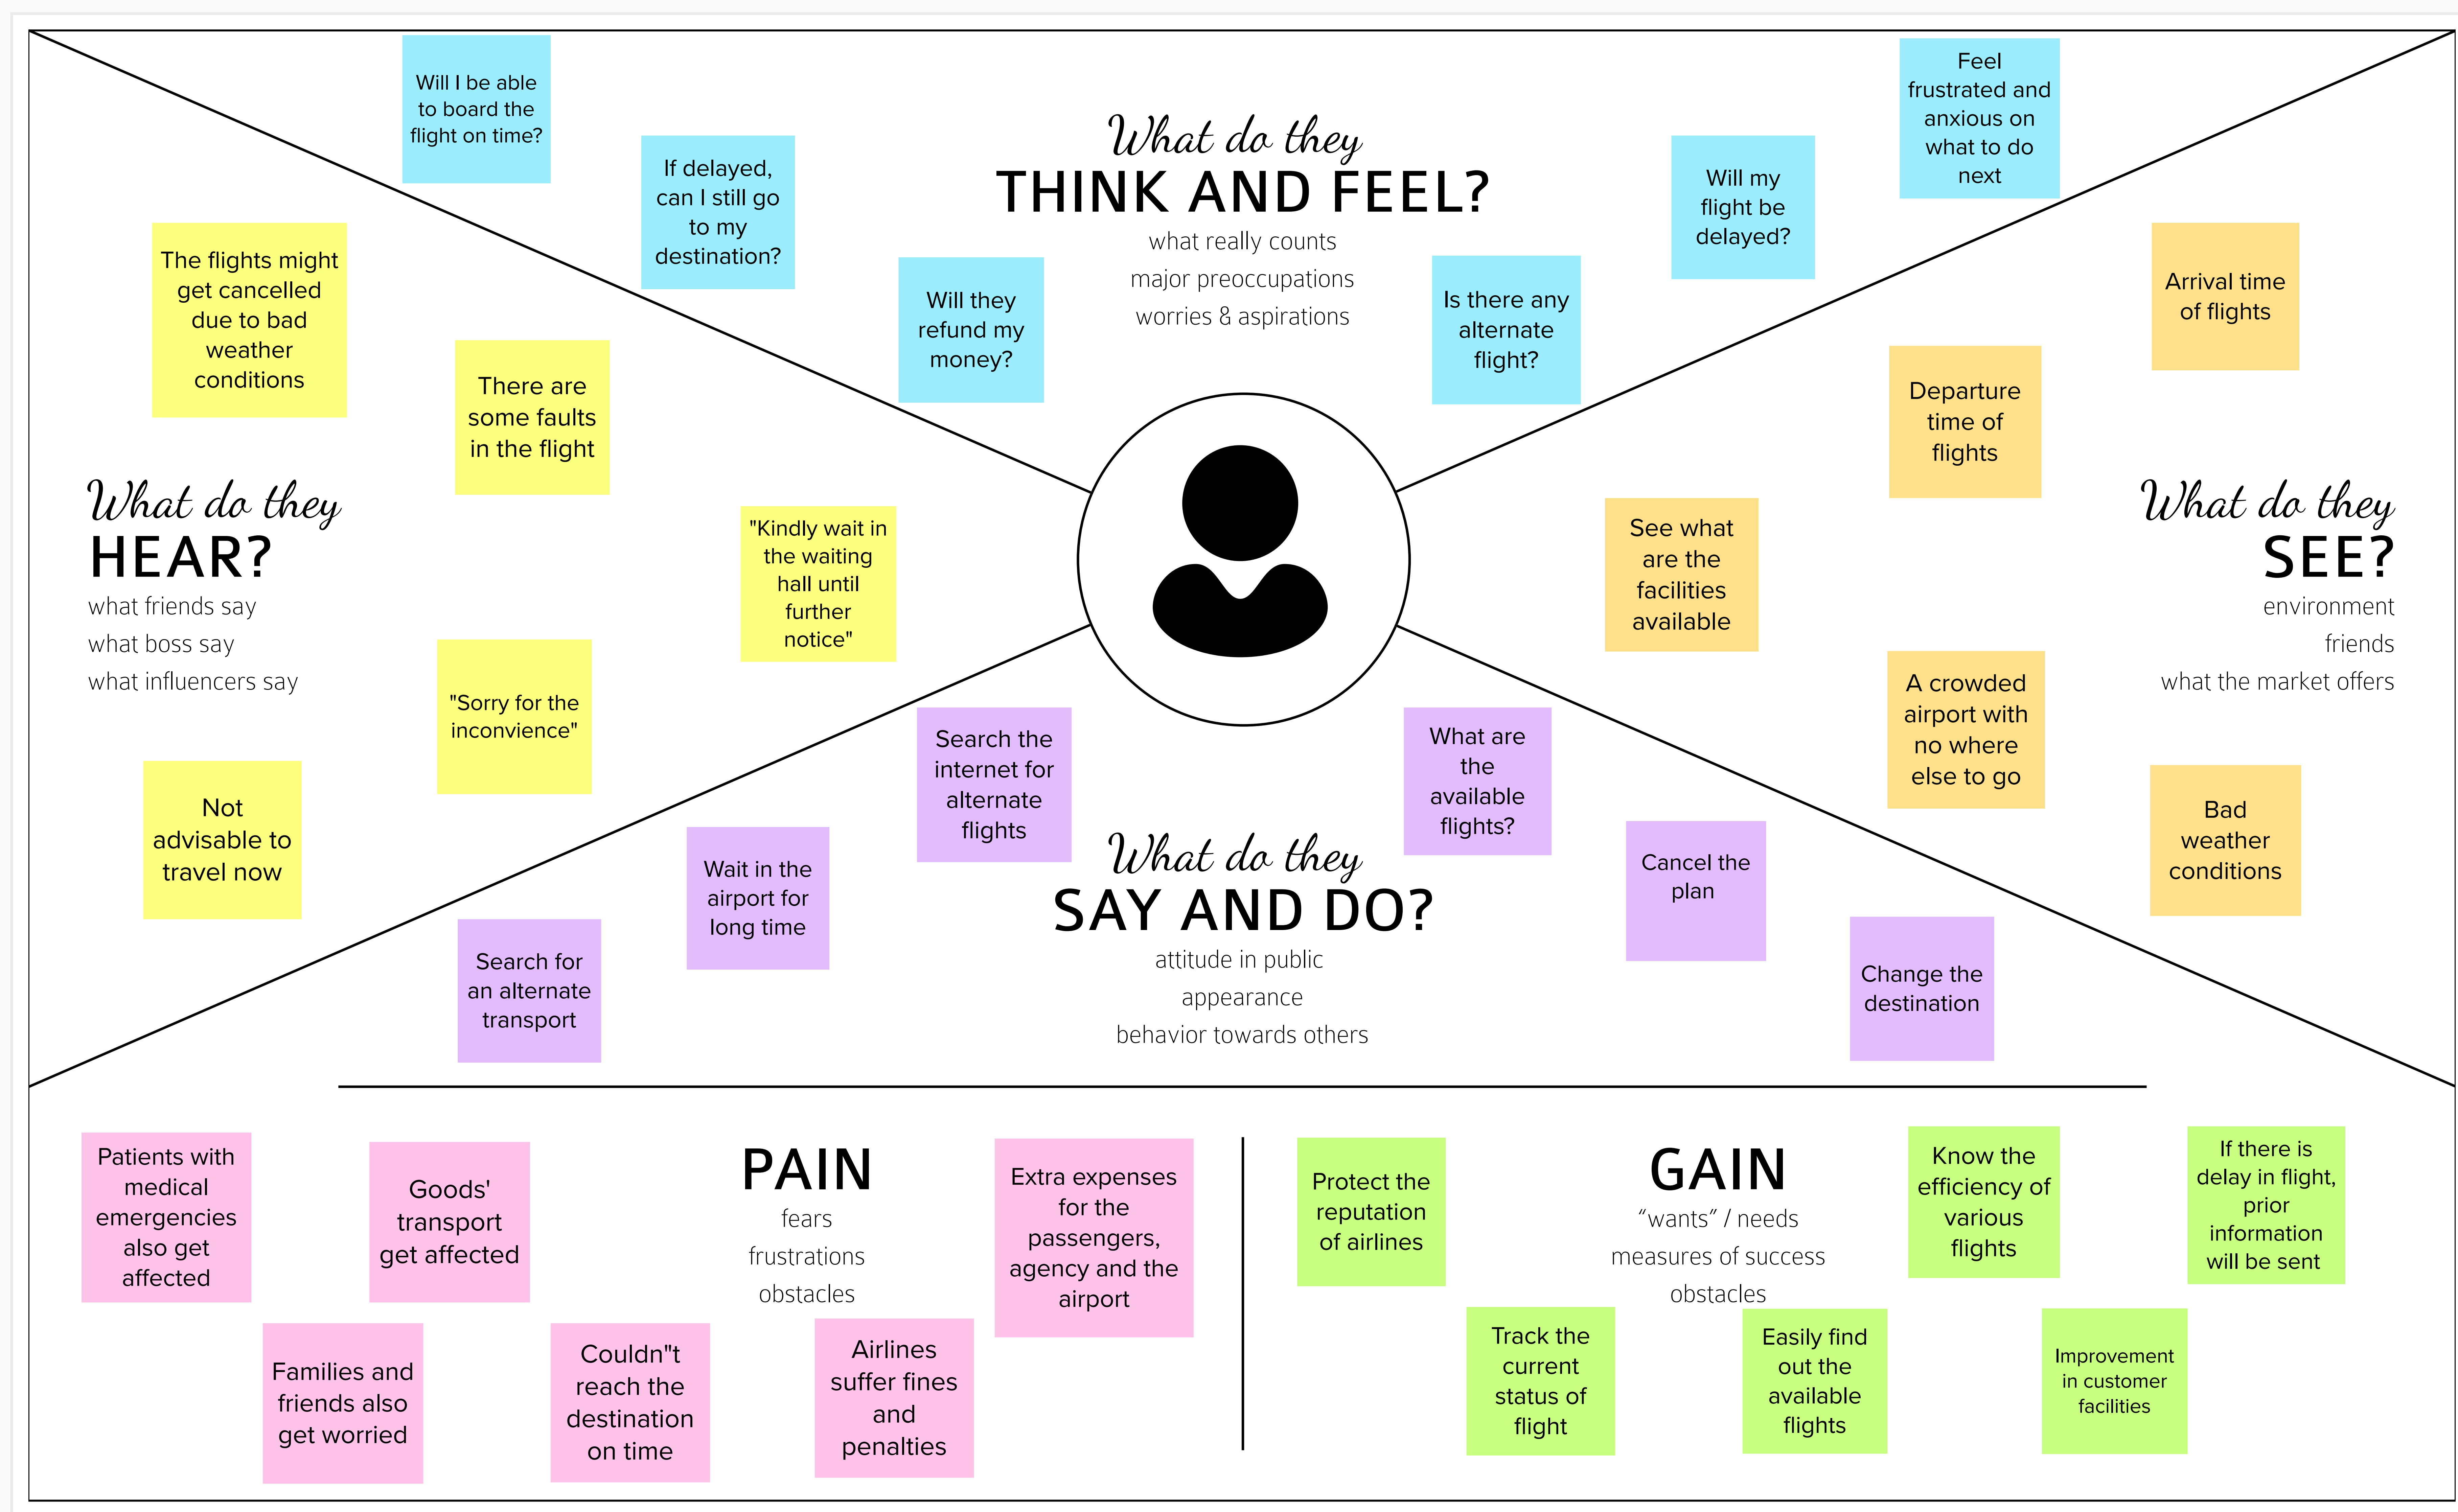 What do they
THINK AND FEEL?
what really counts
major preoccupations
worries & aspirations
Will I be able
to board the
flight on time?
If delayed,
can I still go
to my
destination?
Will they
refund my
money?
Is there any
alternate
flight?
Will my
flight be
delayed?
Feel
frustrated and
anxious on
what to do
next
What do they
HEAR?
what friends say
what boss say
what influencers say
The flights might
get cancelled
due to bad
weather
conditions
There are
some faults
in the flight
"Kindly wait in
the waiting
hall until
further
notice"
"Sorry for the
inconvience"
Not
advisable to
travel now
What do they
SEE?
environment
friends
what the market offers
Arrival time
of flights
Departure
time of
flights
See what
are the
facilities
available
A crowded
airport with
no where
else to go
Bad
weather
conditions
What do they
SAY AND DO?
attitude in public
appearance
behavior towards others
Search for
an alternate
transport
Wait in the
airport for
long time
Search the
internet for
alternate
flights
What are
the
available
flights?
Cancel the
plan
Change the
destination
PAIN
fears
frustrations
obstacles
Patients with
medical
emergencies
also get
affected
Goods'
transport
get affected
Extra expenses
for the
passengers,
agency and the
airport
Families and
friends also
get worried
Couldn"t
reach the
destination
on time
Airlines
suffer fines
and
penalties
GAIN
“wants” / needs
measures of success
obstacles
Protect the
reputation
of airlines
Know the
efficiency of
various
flights
If there is
delay in flight,
prior
information
will be sent
Track the
current
status of
flight
Easily find
out the
available
flights
Improvement
in customer
facilities